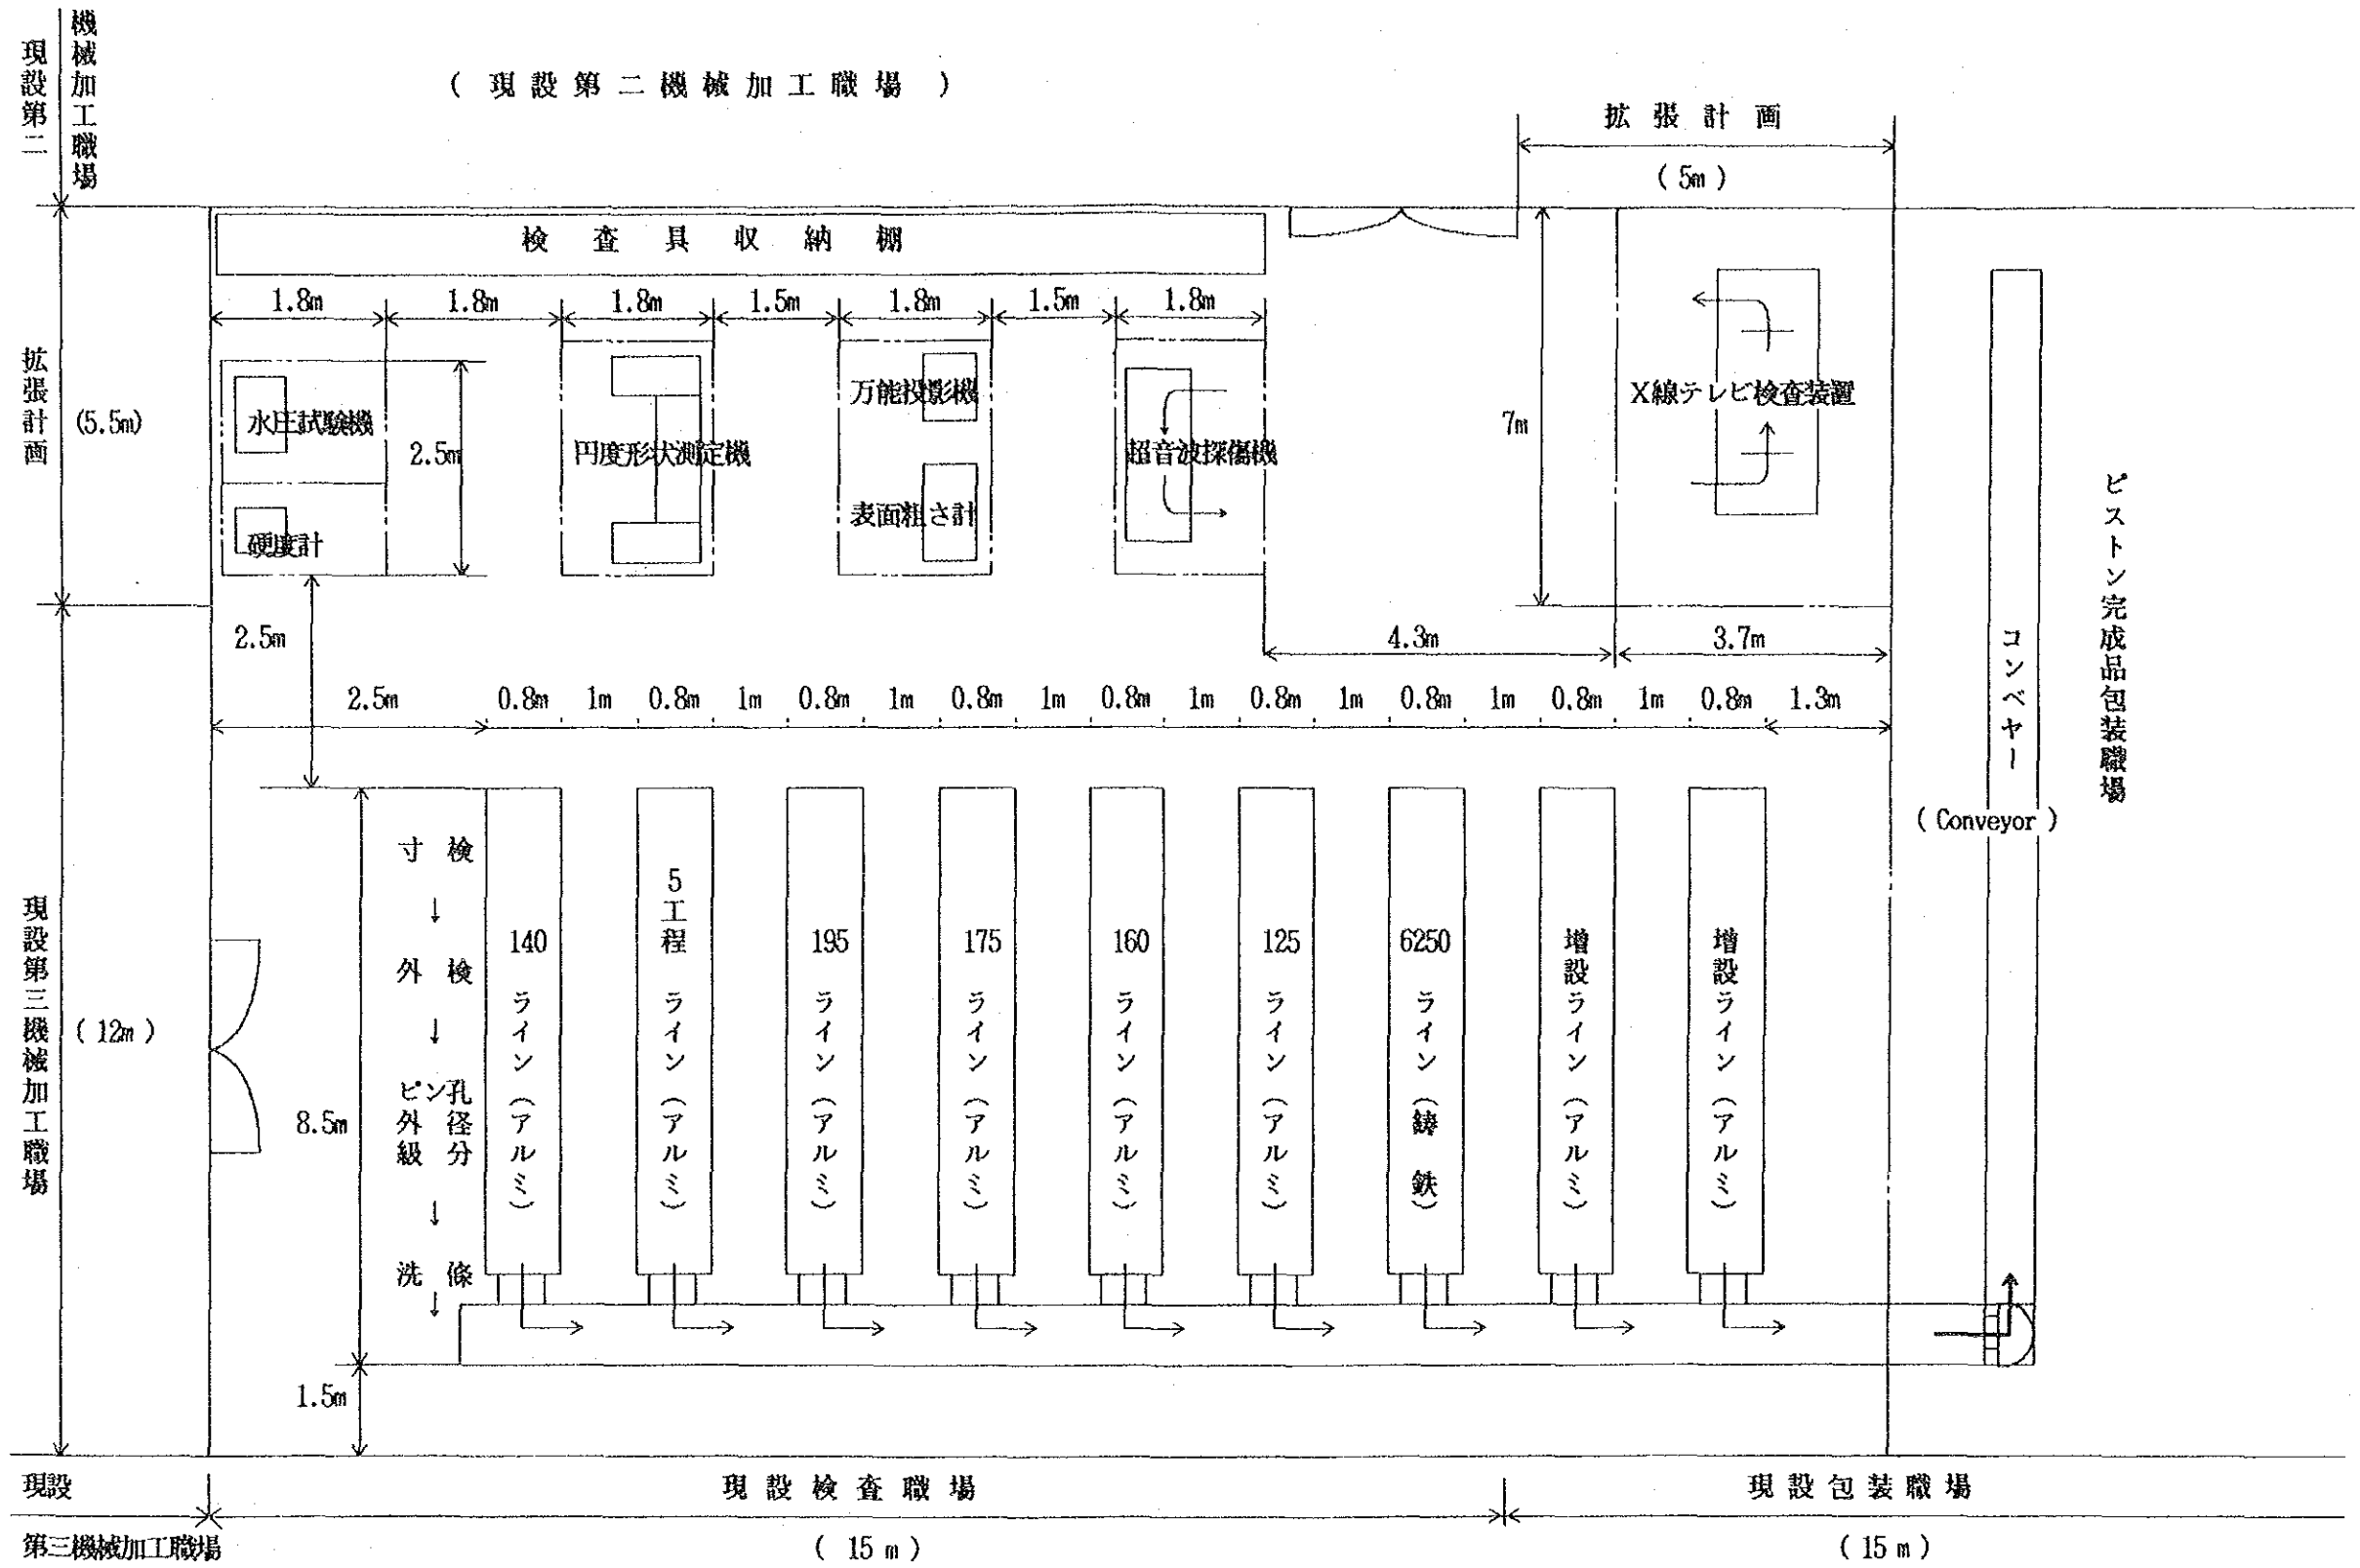 現設第二
機械加工職場
( 現設第二機械加工職場 )
拡張計画
( 5m )
検査具収納棚
1.8m
1.8m
1.8m
1.5m
1.8m
1.5m
1.8m
拡張計画
(5.5m)
水圧試験機
硬度計
2.5m
円度形状測定機
万能投影機
表面粗さ計
超音波探傷機
7m
X線テレビ検査装置
2.5m
4.3m
3.7m
2.5m
0.8m
1m
0.8m
1m
0.8m
1m
0.8m
1m
0.8m
1m
0.8m
1m
0.8m
1m
0.8m
1m
0.8m
1.3m
コンベヤー
( Conveyor )
ピストン完成品包装職場
現設第三機械加工職場
( 12m )
8.5m
寸検
↓
外検
↓
ピン孔
外径
級分
↓
洗條
↓
140ライン(アルミ)
5工程ライン(アルミ)
195ライン(アルミ)
175ライン(アルミ)
160ライン(アルミ)
125ライン(アルミ)
6250ライン(鋳鉄)
増設ライン(アルミ)
増設ライン(アルミ)
1.5m
現設
第三機械加工職場
現設検査職場
( 15m )
現設包装職場
( 15m )